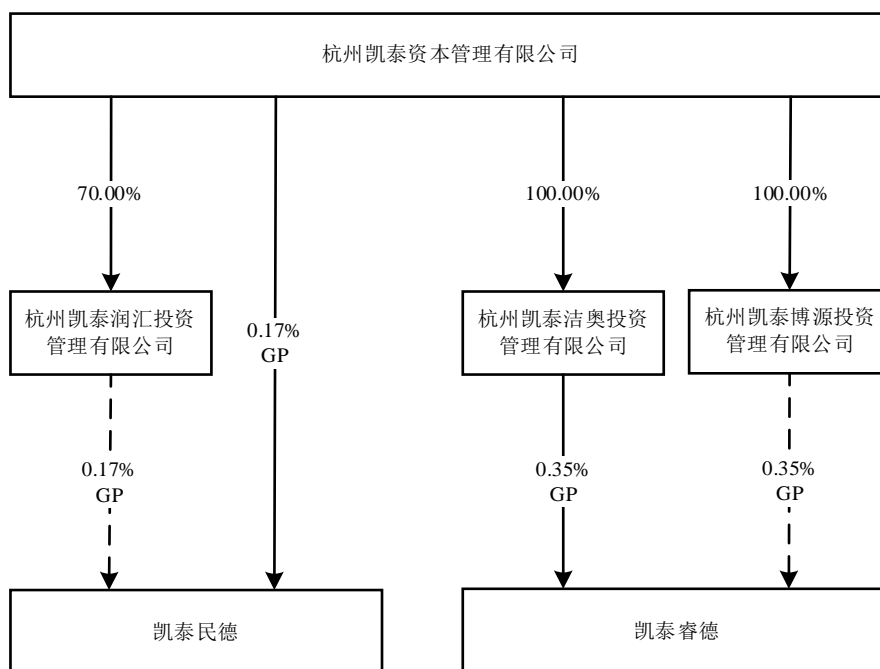 杭州凯泰资本管理有限公司
70.00%
100.00%
100.00%
杭州凯泰润汇投资
管理有限公司
0.17%
GP
杭州凯泰洁奥投资
管理有限公司
杭州凯泰博源投资
管理有限公司
0.17%
GP
0.35%
GP
0.35%
GP
凯泰民德
凯泰睿德